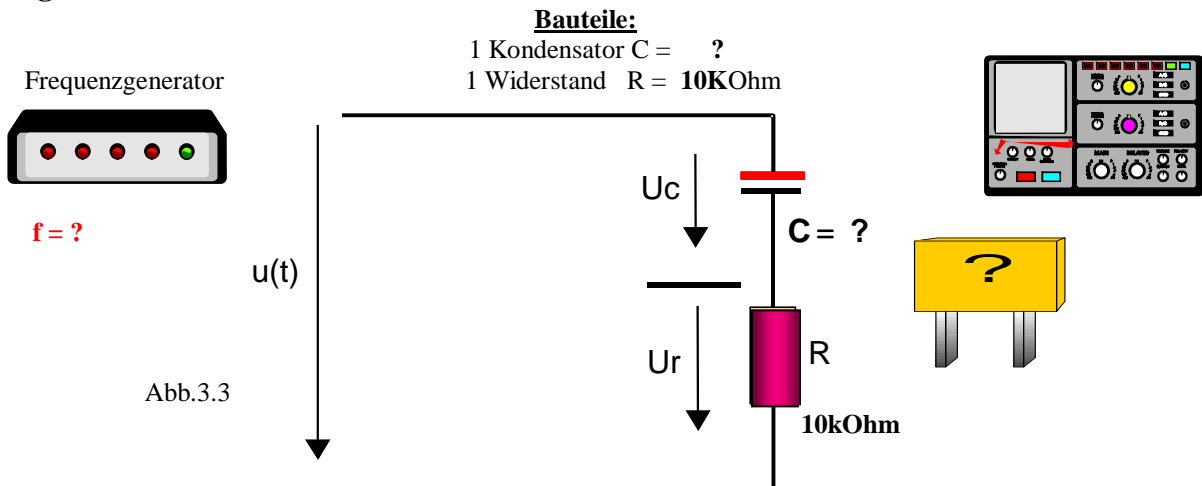 Bauteile:
1 Kondensator C = ?
1 Widerstand R = 10KOhm
Frequenzgenerator
f = ?
u(t)
Uc
C = ?
?
Ur
R
10kOhm
Abb.3.3